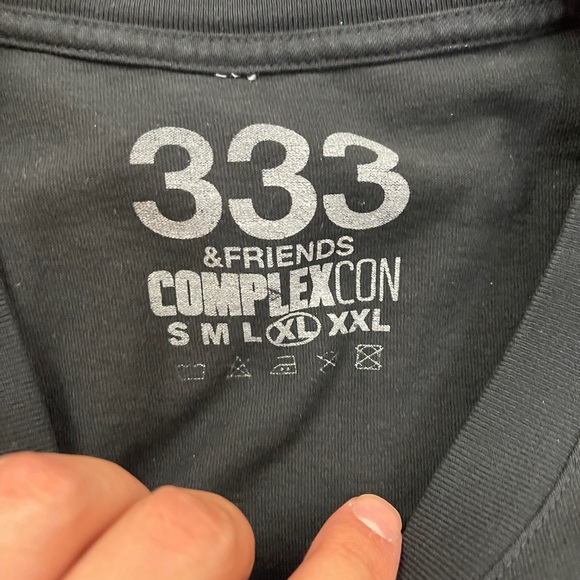 333
&FRIENDS
COMPLEXCON
S M L XL XXL